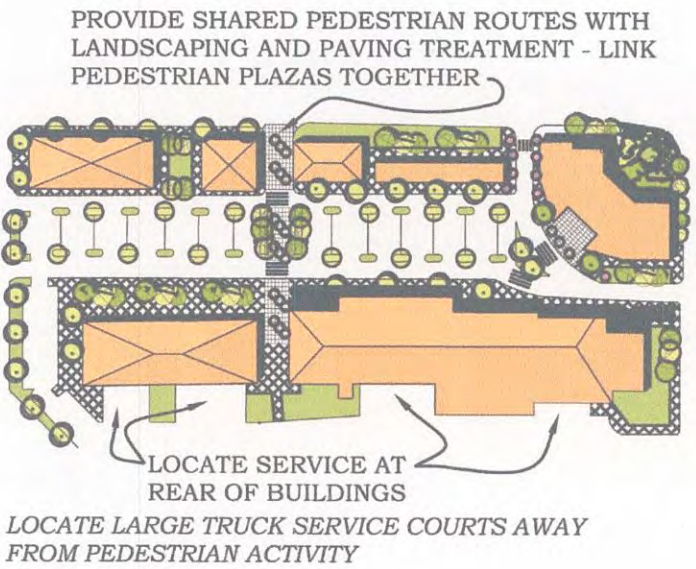 PROVIDE SHARED PEDESTRIAN ROUTES WITH
LANDSCAPING AND PAVING TREATMENT - LINK
PEDESTRIAN PLAZAS TOGETHER
LOCATE SERVICE AT
REAR OF BUILDINGS
LOCATE LARGE TRUCK SERVICE COURTS AWAY
FROM PEDESTRIAN ACTIVITY